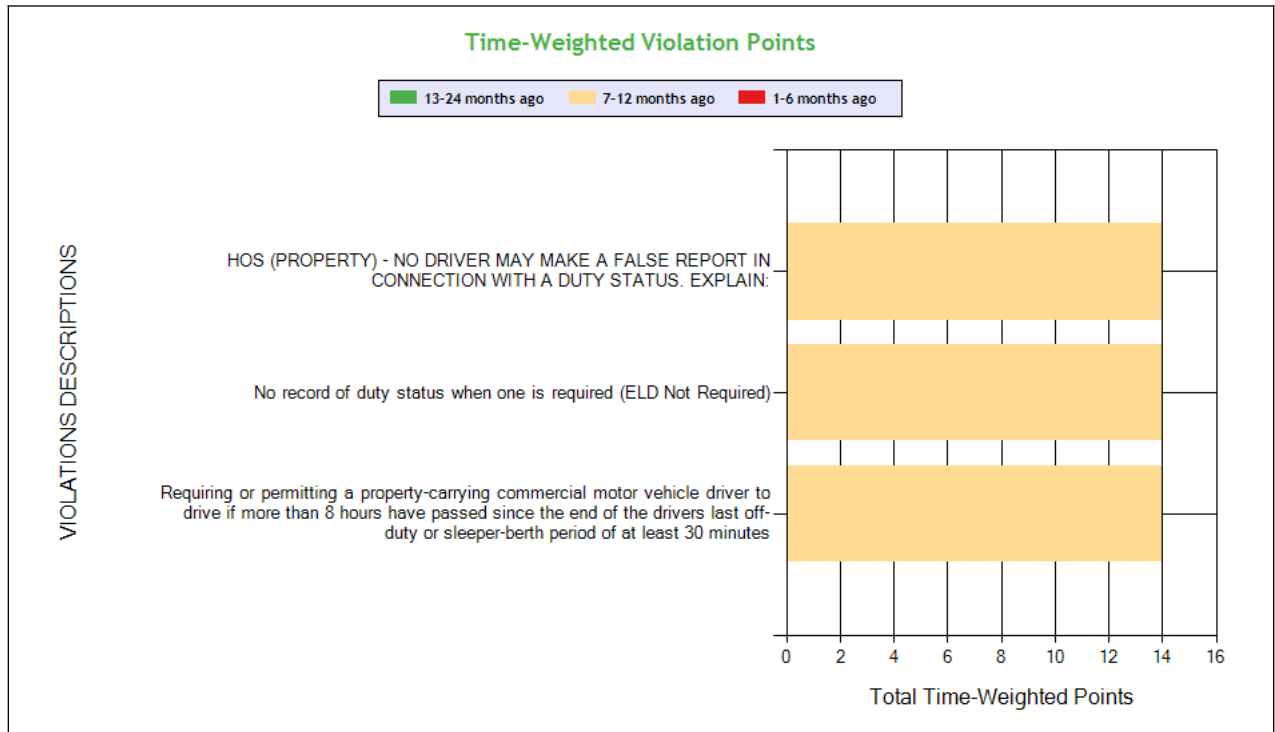 Time-Weighted Violation Points
13-24 months ago 7-12 months ago 1-6 months ago
VIOLATIONS DESCRIPTIONS
HOS (PROPERTY) - NO DRIVER MAY MAKE A FALSE REPORT IN
CONNECTION WITH A DUTY STATUS. EXPLAIN:
No record of duty status when one is required (ELD Not Required)
Requiring or permitting a property-carrying commercial motor vehicle driver to
drive if more than 8 hours have passed since the end of the drivers last off-
duty or sleeper-berth period of at least 30 minutes
0 2 4 6 8 10 12 14 16
Total Time-Weighted Points